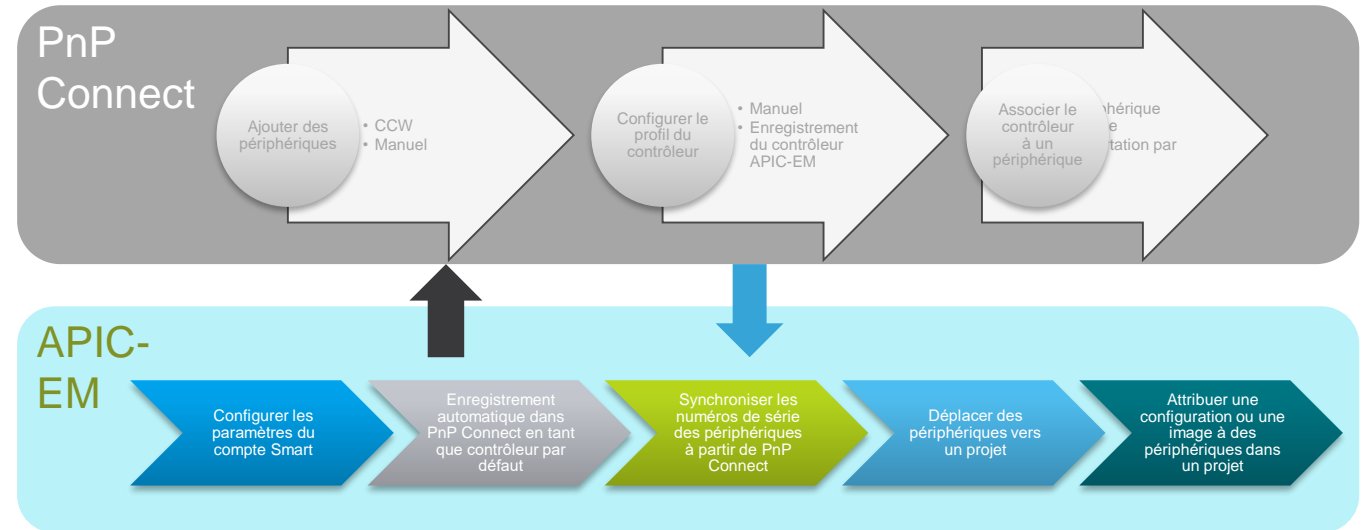 PnP
Connect
Ajouter des
périphériques
• CCW
• Manuel
Configurer le
profil du
contrôleur
• Manuel
• Enregistrement
du contrôleur
APIC-EM
Associer le
contrôleur
à un
périphérique
par
APIC-
EM
Configurer les
paramètres du
compte Smart
Enregistrement
automatique dans
PnP Connect en tant
que contrôleur par
défaut
Synchroniser les
numéros de série
des périphériques
à partir de PnP
Connect
Déplacer des
périphériques vers
un projet
Attribuer une
configuration ou une
image à des
périphériques dans
un projet